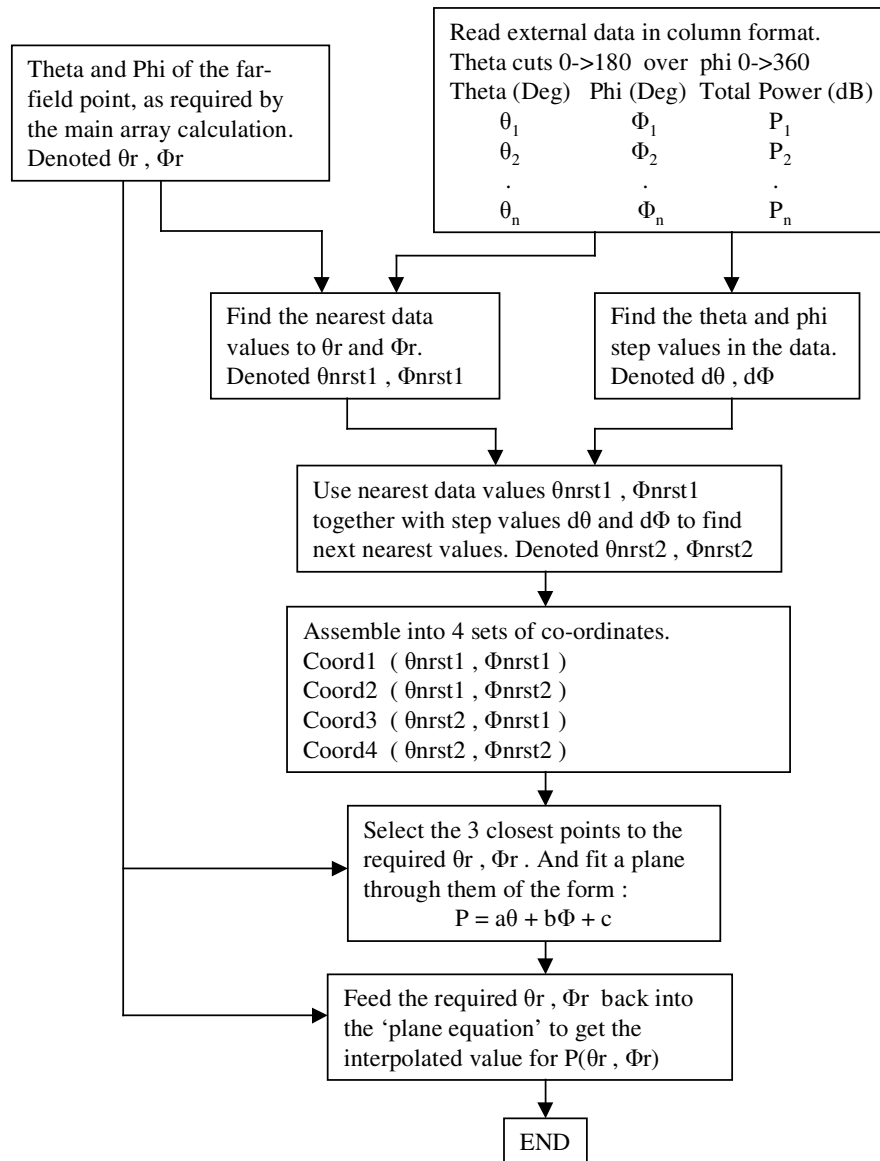 Theta and Phi of the far-
field point, as required by
the main array calculation.
Denoted θr , Φr
Read external data in column format.
Theta cuts 0->180 over phi 0->360
Theta (Deg) Phi (Deg) Total Power (dB)
θ₁ Φ₁ P₁
θ₂ Φ₂ P₂
. . .
θₙ Φₙ Pₙ
Find the nearest data
values to θr and Φr.
Denoted θnrst1 , Φnrst1
Find the theta and phi
step values in the data.
Denoted dθ , dΦ
Use nearest data values θnrst1 , Φnrst1
together with step values dθ and dΦ to find
next nearest values. Denoted θnrst2 , Φnrst2
Assemble into 4 sets of co-ordinates.
Coord1 ( θnrst1 , Φnrst1 )
Coord2 ( θnrst1 , Φnrst2 )
Coord3 ( θnrst2 , Φnrst1 )
Coord4 ( θnrst2 , Φnrst2 )
Select the 3 closest points to the
required θr , Φr . And fit a plane
through them of the form :
P = aθ + bΦ + c
Feed the required θr , Φr back into
the ‘plane equation’ to get the
interpolated value for P(θr , Φr)
END